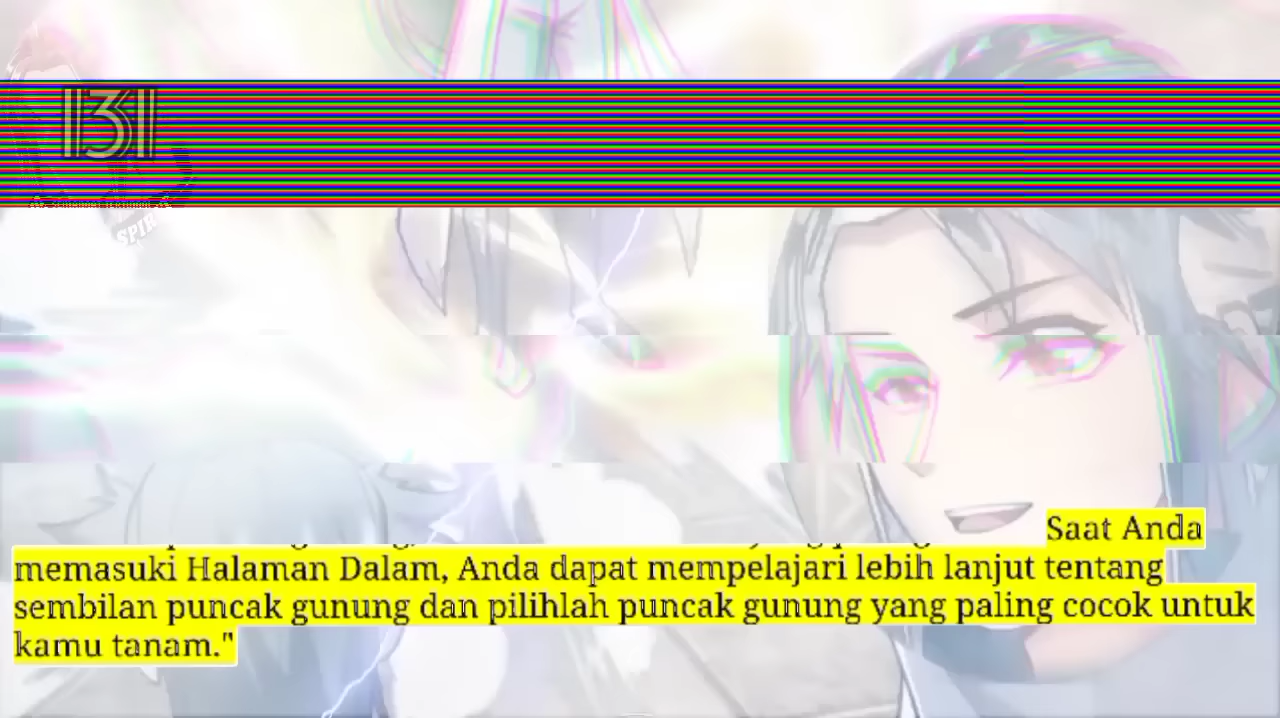 131
SPIR
Saat Anda
memasuki Halaman Dalam, Anda dapat mempelajari lebih lanjut tentang
sembilan puncak gunung dan pilihlah puncak gunung yang paling cocok untuk
kamu tanam."